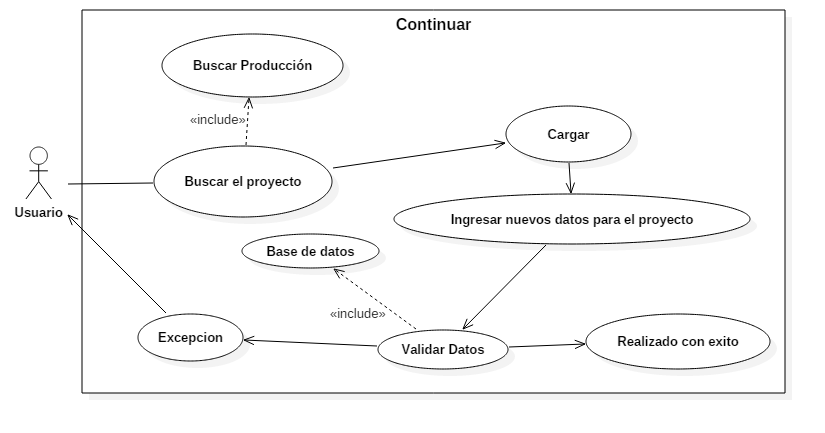 Continuar
Buscar Producción
«include»
Cargar
Buscar el proyecto
Usuario
Ingresar nuevos datos para el proyecto
Base de datos
«include»
Excepcion
Validar Datos
Realizado con exito